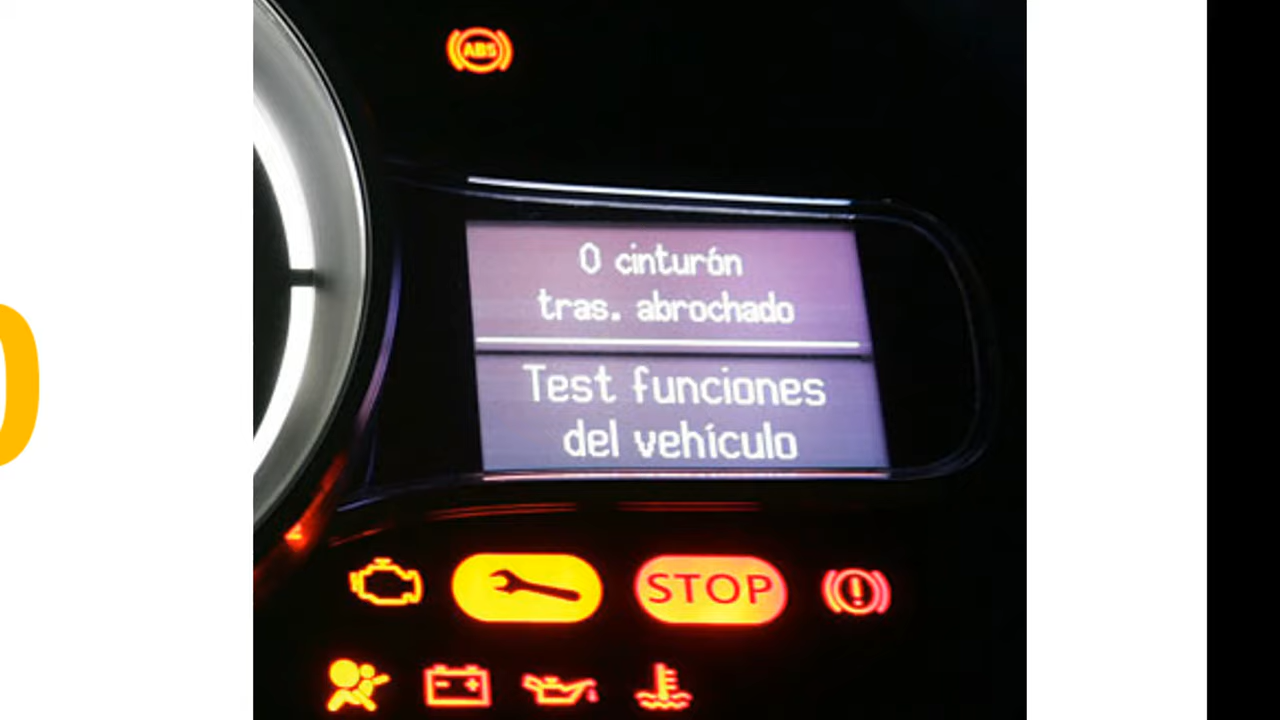 ABS
0 cinturón
tras. abrochado
Test funciones
del vehículo
STOP